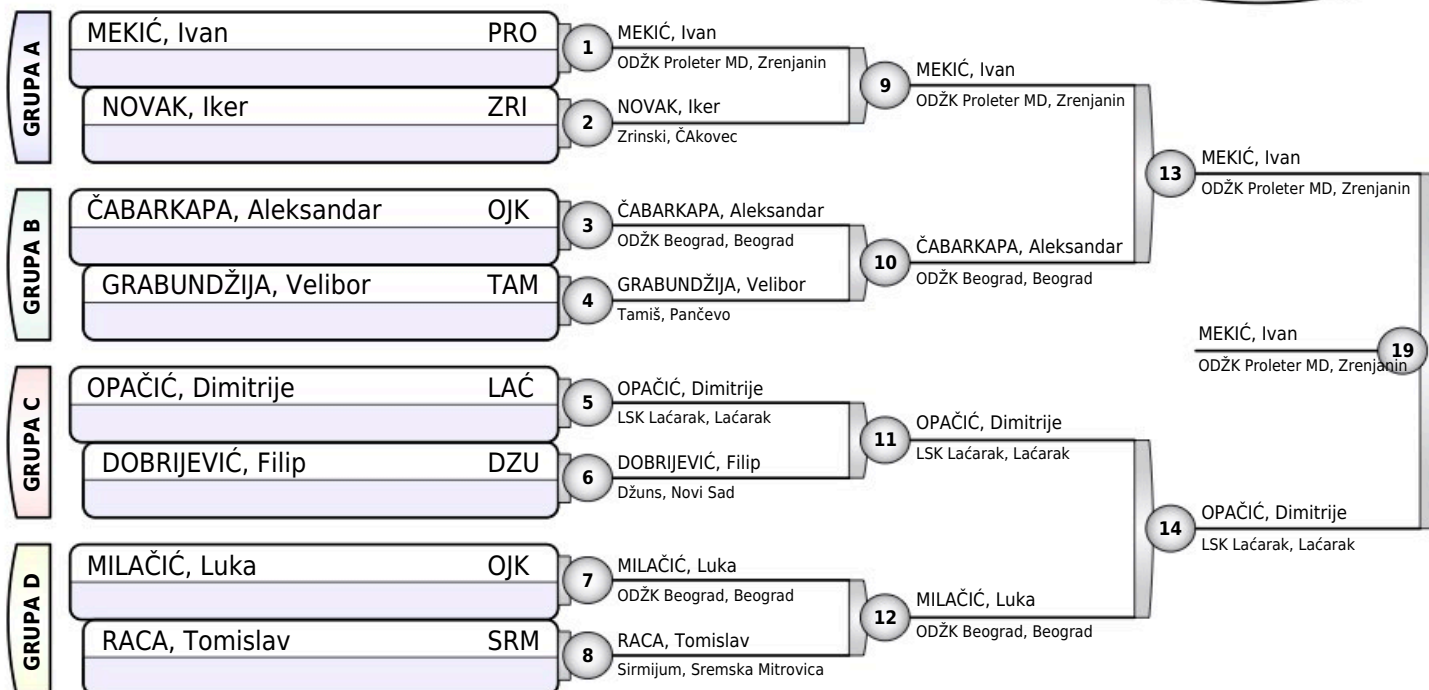 GRUPA A
MEKIĆ, Ivan PRO
NOVAK, Iker ZRI
GRUPA B
ČABARKAPA, Aleksandar OJK
GRABUNDŽIJA, Velibor TAM
GRUPA C
OPAČIĆ, Dimitrije LAĆ
DOBRIJEVIĆ, Filip DZU
GRUPA D
MILAČIĆ, Luka OJK
RACA, Tomislav SRM
1
MEKIĆ, Ivan
ODŽK Proleter MD, Zrenjanin
2
NOVAK, Iker
Zrinski, ČAkovec
3
ČABARKAPA, Aleksandar
ODŽK Beograd, Beograd
4
GRABUNDŽIJA, Velibor
Tamiš, Pančevo
5
OPAČIĆ, Dimitrije
LSK Laćarak, Laćarak
6
DOBRIJEVIĆ, Filip
Džuns, Novi Sad
7
MILAČIĆ, Luka
ODŽK Beograd, Beograd
8
RACA, Tomislav
Sirmijum, Sremska Mitrovica
9
MEKIĆ, Ivan
ODŽK Proleter MD, Zrenjanin
10
ČABARKAPA, Aleksandar
ODŽK Beograd, Beograd
11
OPAČIĆ, Dimitrije
LSK Laćarak, Laćarak
12
MILAČIĆ, Luka
ODŽK Beograd, Beograd
13
MEKIĆ, Ivan
ODŽK Proleter MD, Zrenjanin
14
OPAČIĆ, Dimitrije
LSK Laćarak, Laćarak
MEKIĆ, Ivan
19
ODŽK Proleter MD, Zrenjanin